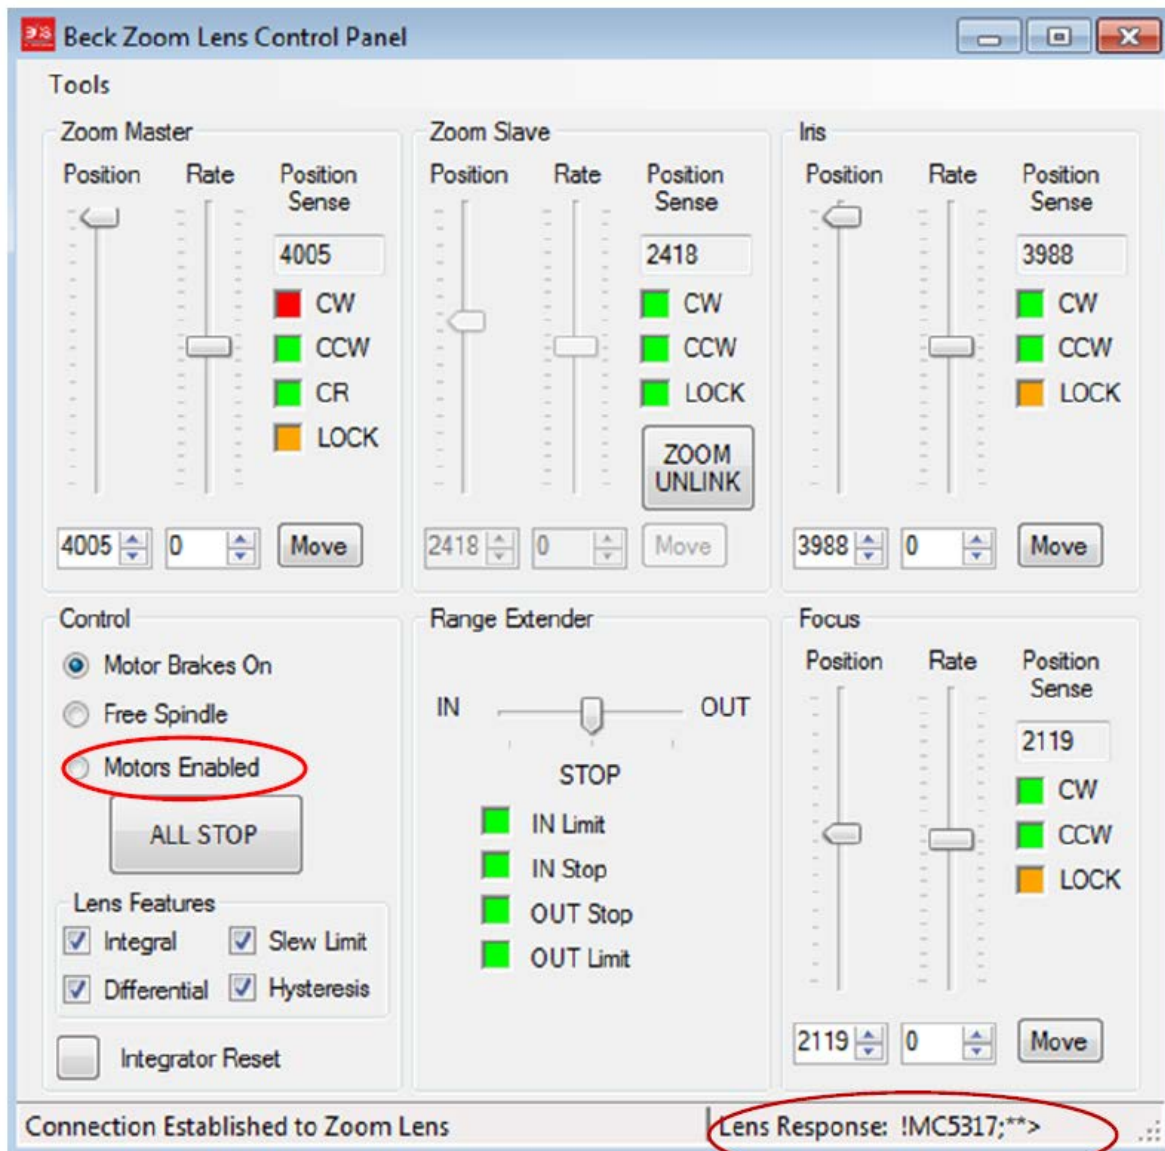 Beck Zoom Lens Control Panel
Tools
Zoom Master
Position Rate Position Sense
4005
CW
CCW
CR
LOCK
4005 0 Move
Zoom Slave
Position Rate Position Sense
2418
CW
CCW
LOCK
ZOOM
UNLINK
2418 0 Move
Iris
Position Rate Position Sense
3988
CW
CCW
LOCK
3988 0 Move
Control
Motor Brakes On
Free Spindle
Motors Enabled
ALL STOP
Lens Features
Integral Slew Limit
Differential Hysteresis
Integrator Reset
Range Extender
IN OUT
STOP
IN Limit
IN Stop
OUT Stop
OUT Limit
Focus
Position Rate Position Sense
2119
CW
CCW
LOCK
2119 0 Move
Connection Established to Zoom Lens
Lens Response: !MC5317;**>